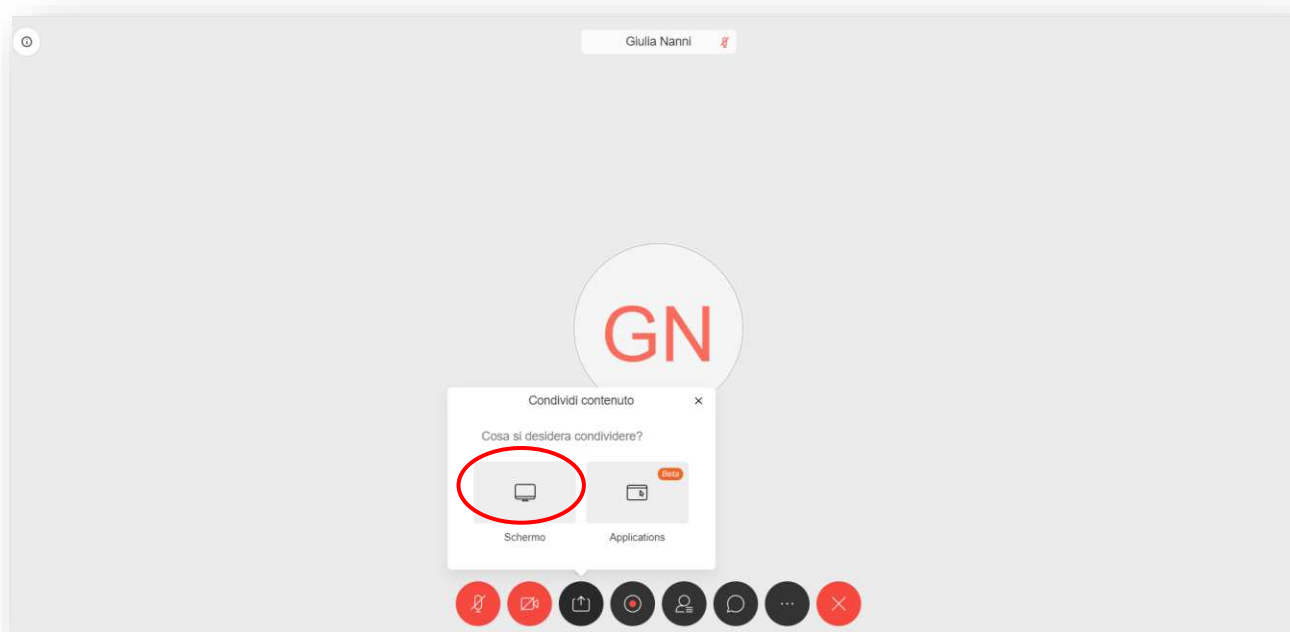 Giulia Nanni
GN
Condividi contenuto
Cosa si desidera condividere?
Beta
Schermo Applications